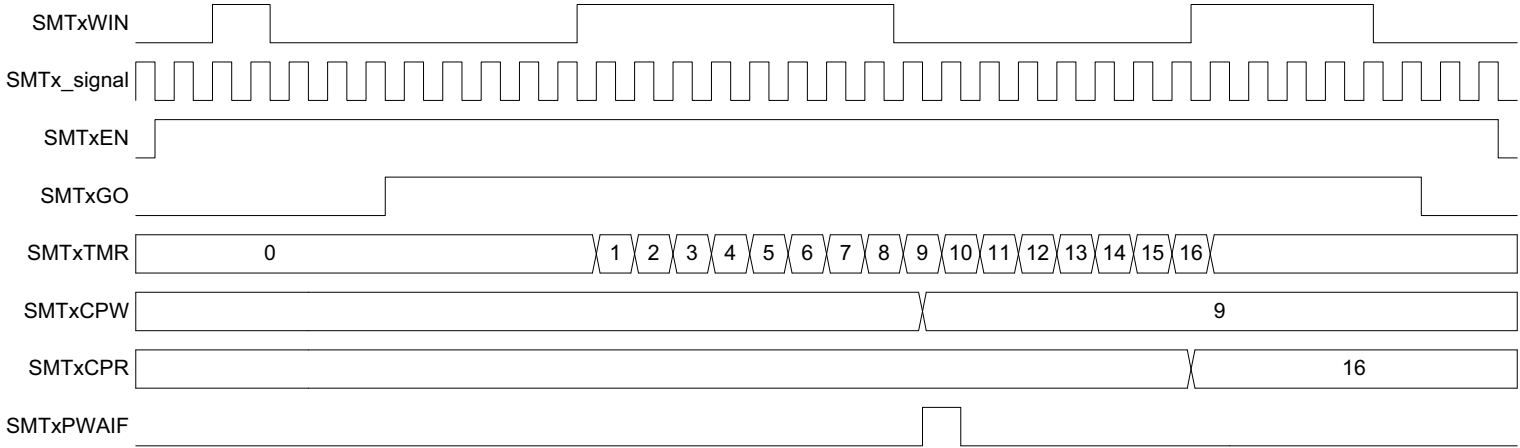 SMTxWIN
SMTx_signal
SMTxEN
SMTxGO
SMTxTMR 0 1 2 3 4 5 6 7 8 9 10 11 12 13 14 15 16
SMTxCPW 9
SMTxCPR 16
SMTxPWAIF